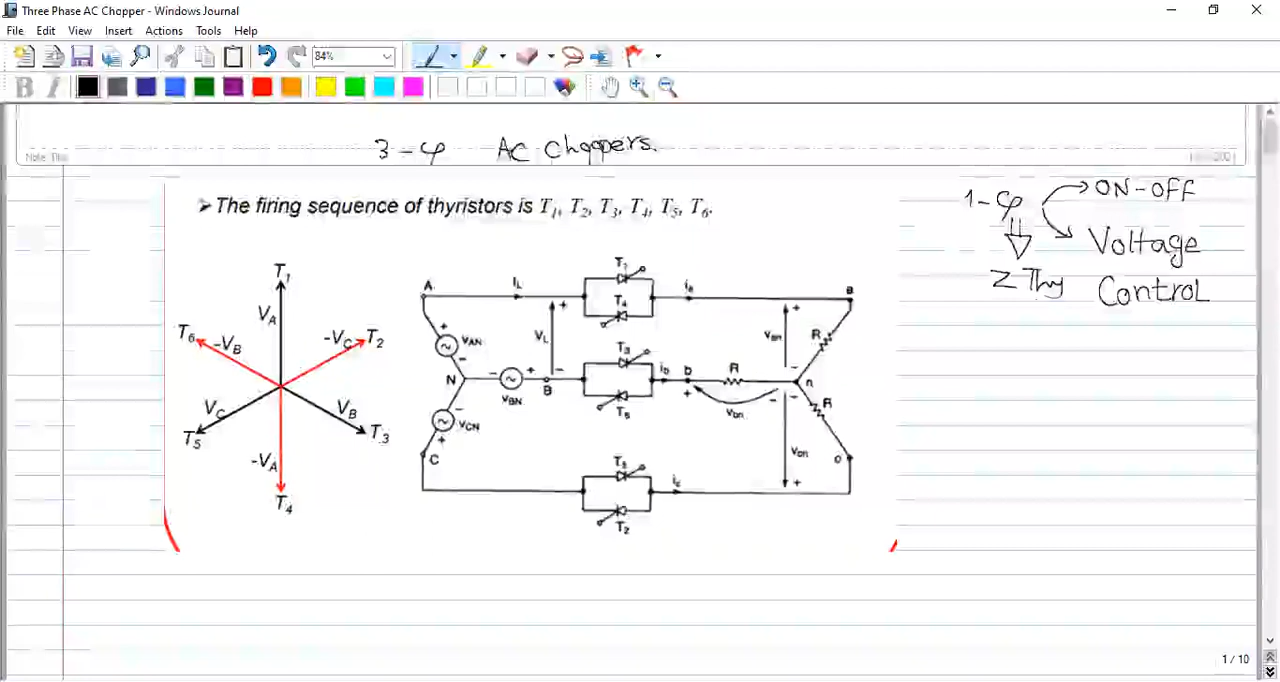 Three Phase AC Chopper - Windows Journal
File Edit View Insert Actions Tools Help
84%
B I
Note Title
3-φ AC Choppers.
➢ The firing sequence of thyristors is T1, T2, T3, T4, T5, T6.
1-φ ON-OFF
Voltage
Control
2 Thy
T1
VA
T6 -VB
-VC T2
VC
T5
VB
T3
-VA
T4
A
iL
T1
T4
ia
a
VAN
VL
T3
Van
R
N
VBN
B
ib
b
R
n
VCN
Vbn
R
C
T5
ic
T2
1 / 10